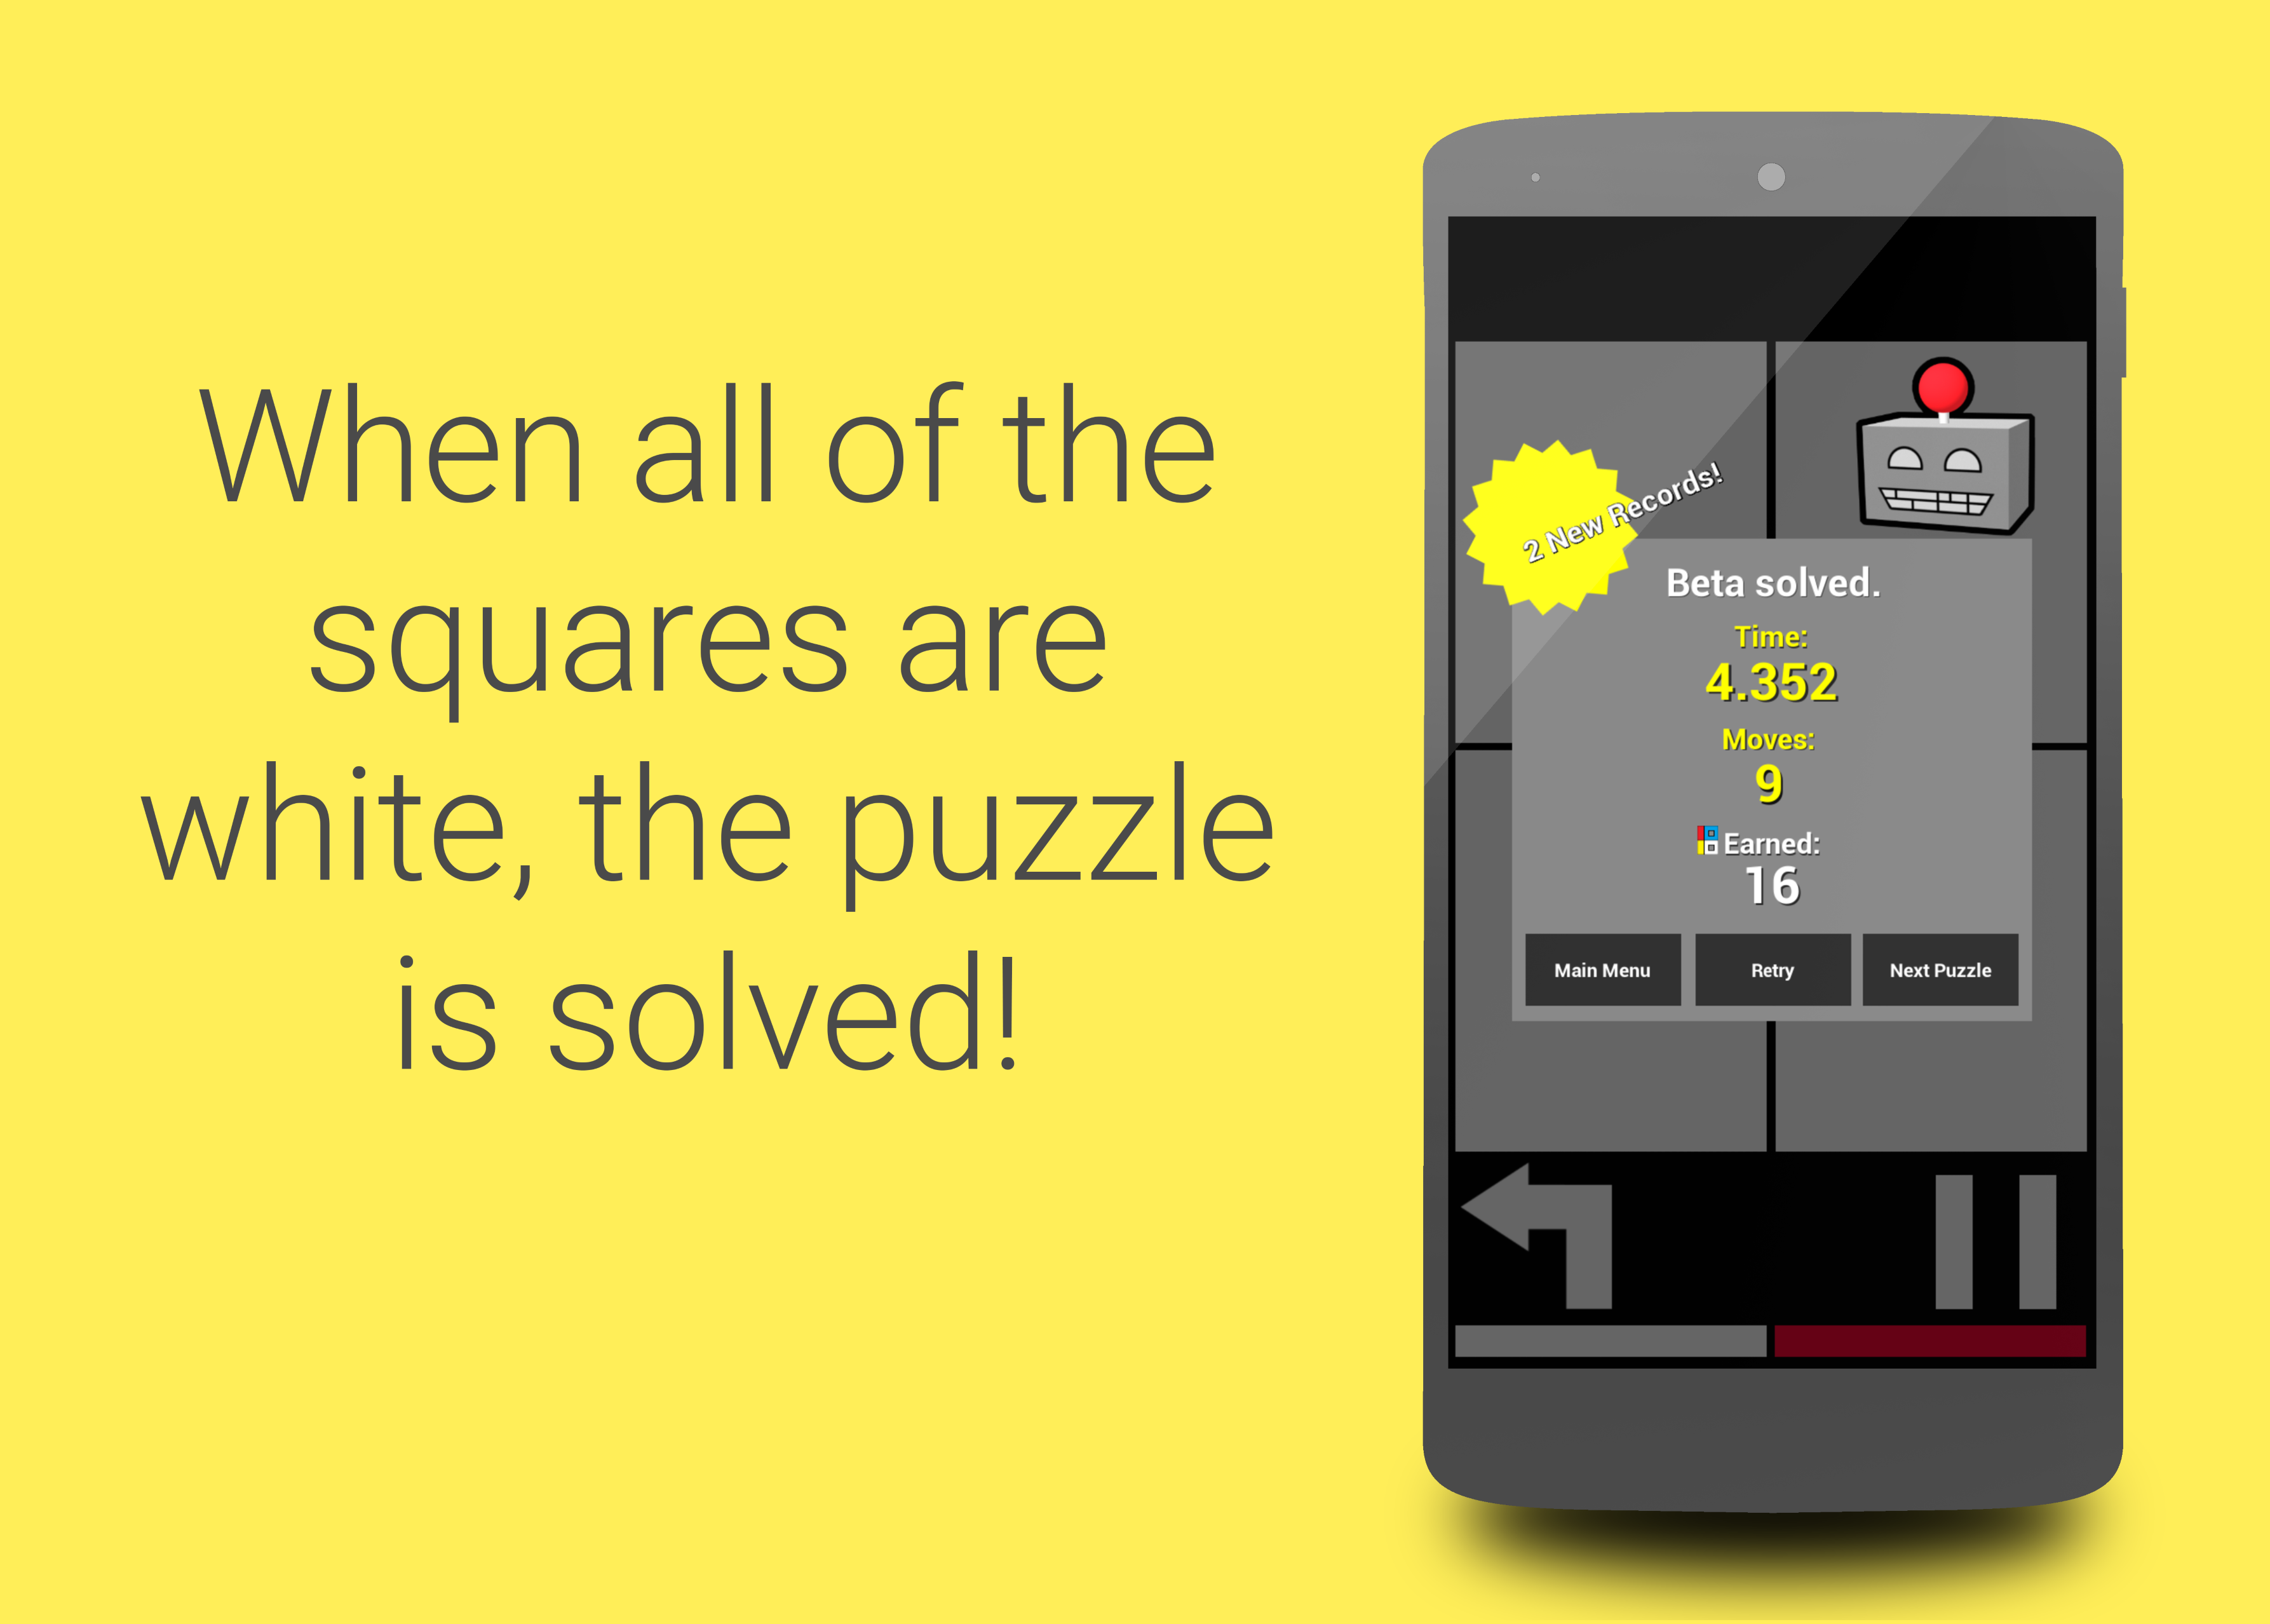 When all of the
squares are
white, the puzzle
is solved!
2 New Records!
Beta solved.
Time:
4.352
Moves:
9
Earned:
16
Main Menu
Retry
Next Puzzle